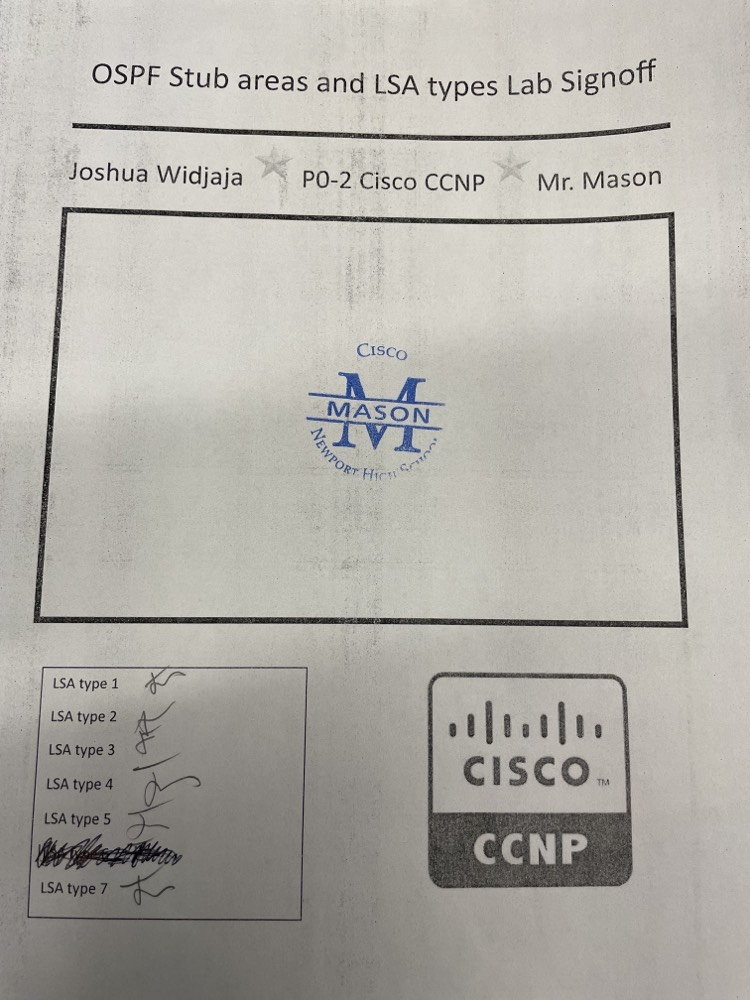 OSPF Stub areas and LSA types Lab Signoff
Joshua Widjaja P0-2 Cisco CCNP Mr. Mason
CISCO
MASON
NEWPORT HIGH SCHOOL
LSA type 1
LSA type 2
LSA type 3
LSA type 4
LSA type 5
LSA type 7
CISCO TM
CCNP